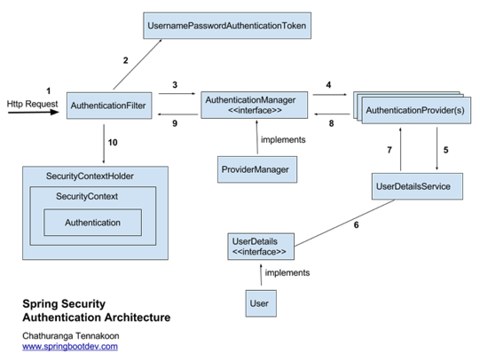 UsernamePasswordAuthenticationToken
2
1
Http Request
AuthenticationFilter
3
9
AuthenticationManager
<<interface>>
4
8
AuthenticationProvider(s)
10
implements
7
5
SecurityContextHolder
SecurityContext
Authentication
ProviderManager
UserDetailsService
6
UserDetails
<<interface>>
implements
User
Spring Security
Authentication Architecture
Chathuranga Tennakoon
www.springbootdev.com